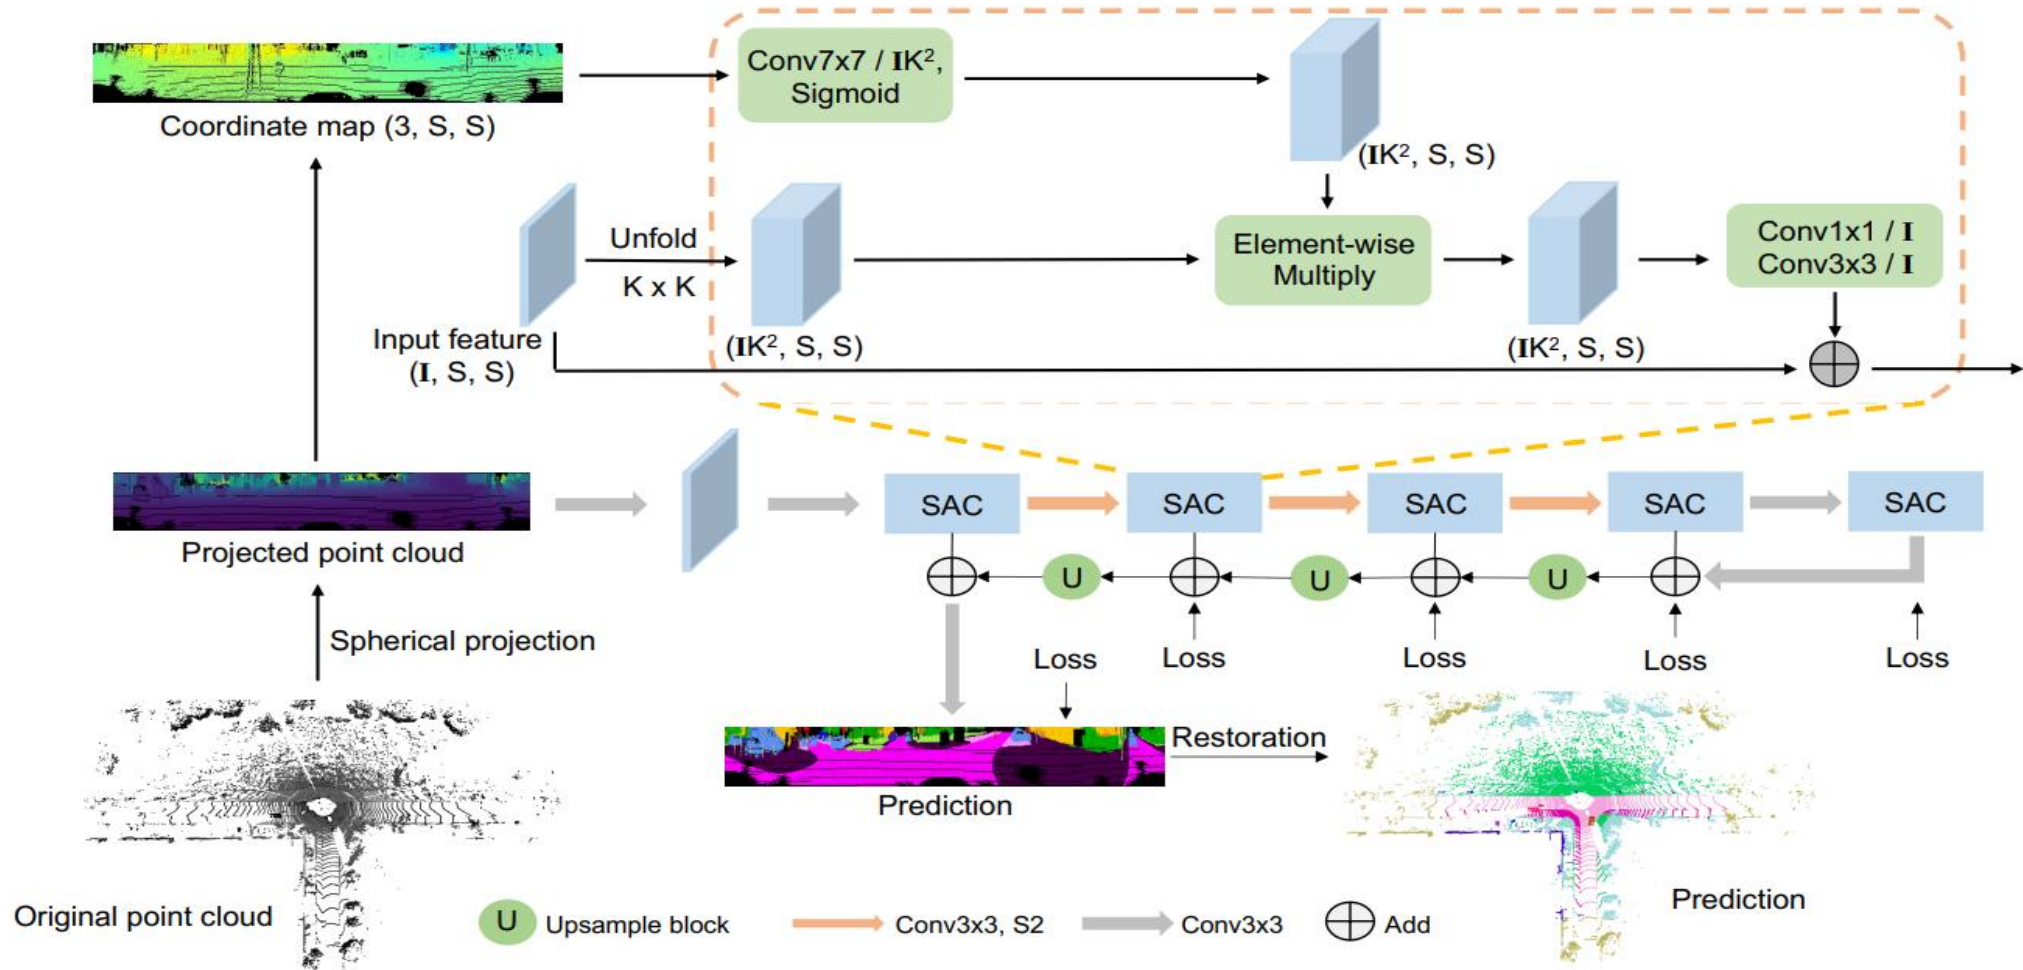 Conv7x7 / IK²,
Sigmoid
Coordinate map (3, S, S)
(IK², S, S)
Unfold
K x K
Element-wise
Multiply
Conv1x1 / I
Conv3x3 / I
Input feature
(I, S, S)
(IK², S, S)
(IK², S, S)
SAC
SAC
SAC
SAC
SAC
Projected point cloud
U
U
U
Spherical projection
Loss
Loss
Loss
Loss
Loss
Restoration
Prediction
Original point cloud
Prediction
U
Upsample block
Conv3x3, S2
Conv3x3
Add